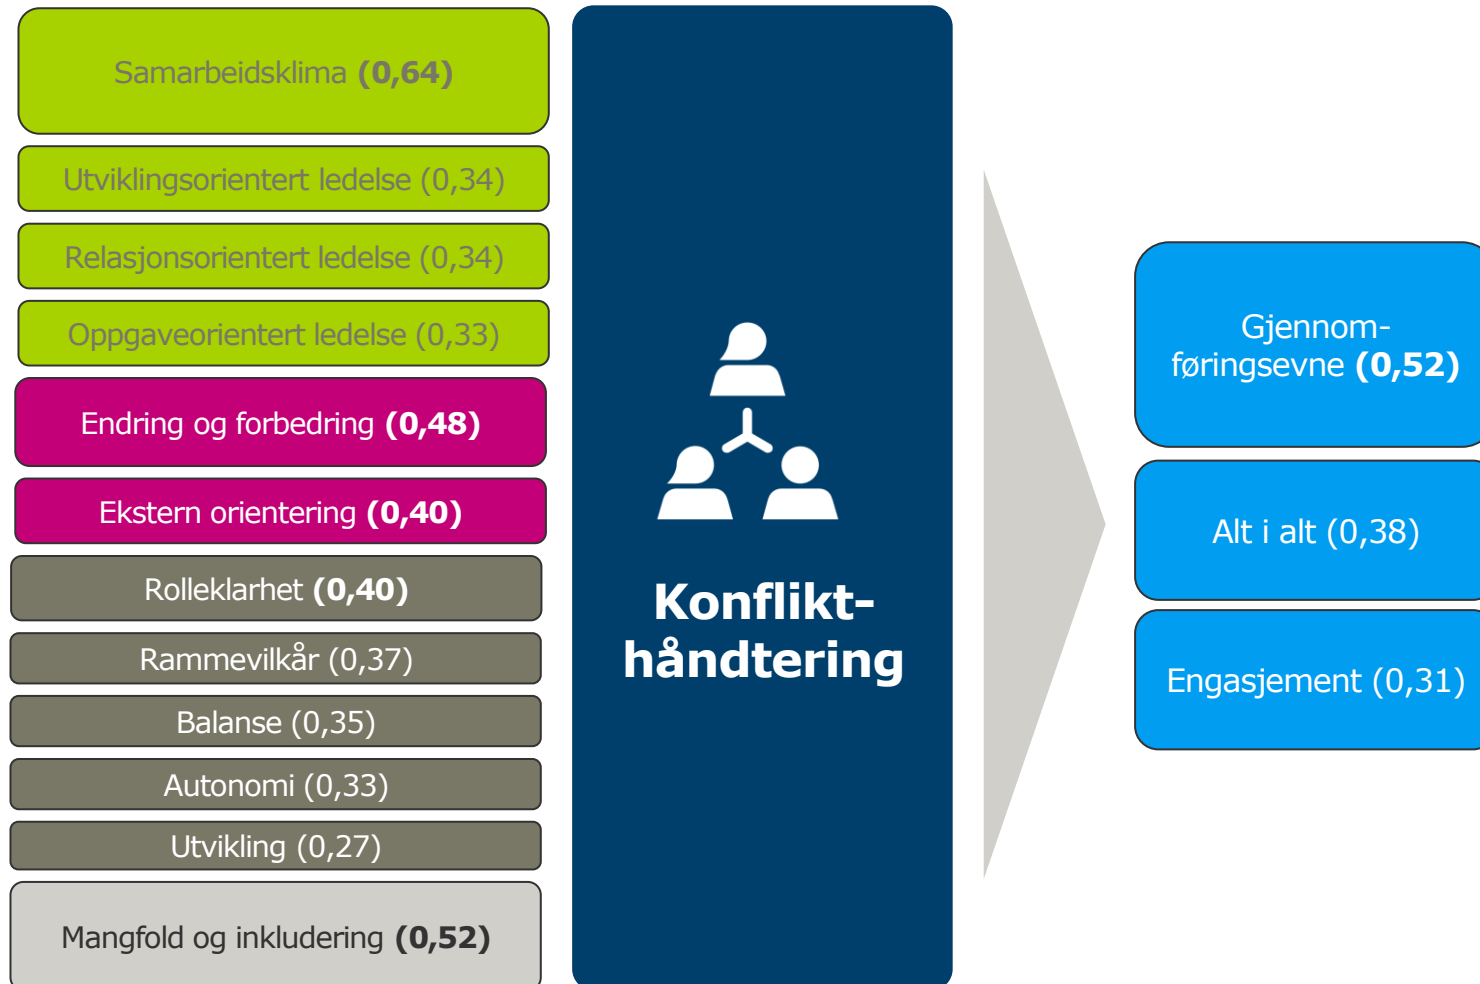 Samarbeidsklima (0,64)
Utviklingsorientert ledelse (0,34)
Relasjonsorientert ledelse (0,34)
Oppgaveorientert ledelse (0,33)
Endring og forbedring (0,48)
Ekstern orientering (0,40)
Rolleklarhet (0,40)
Rammevilkår (0,37)
Balanse (0,35)
Autonomi (0,33)
Utvikling (0,27)
Mangfold og inkludering (0,52)
Konflikt-
håndtering
Gjennom-
føringsevne (0,52)
Alt i alt (0,38)
Engasjement (0,31)